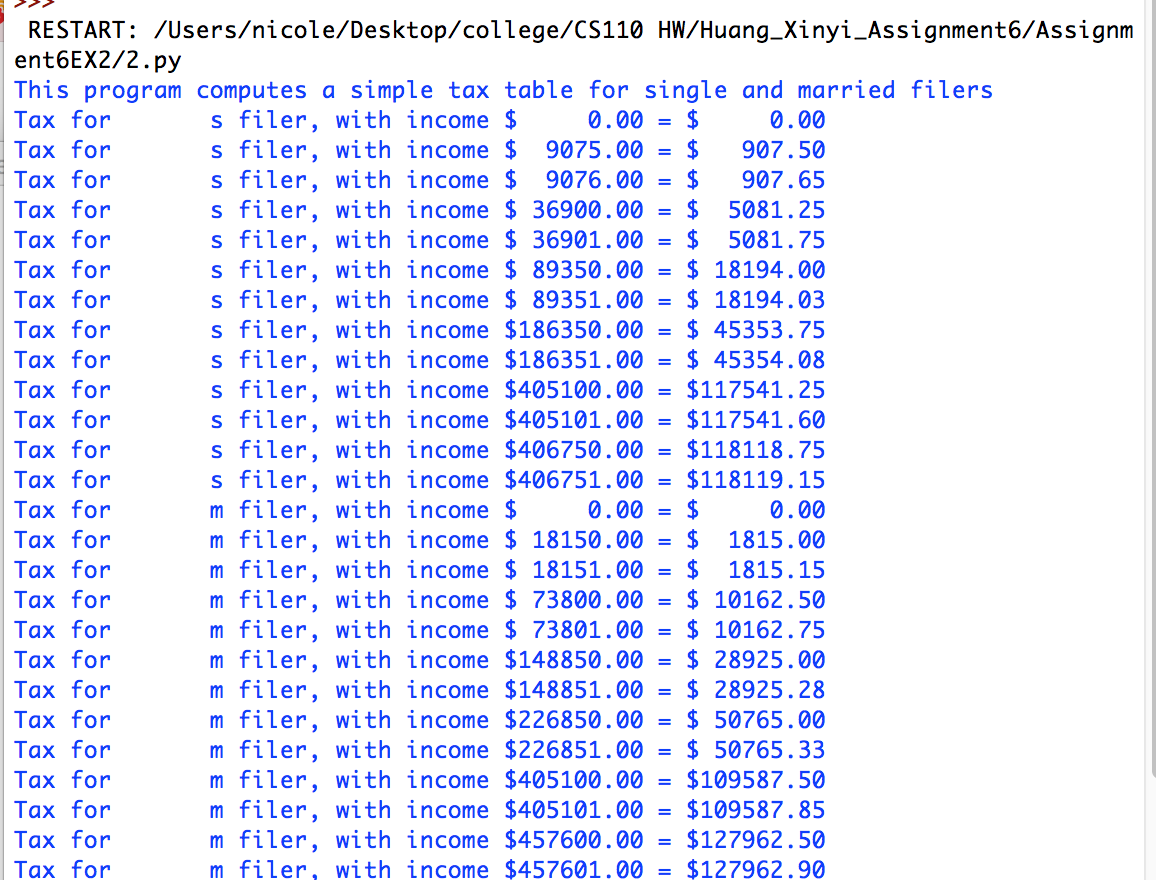 >>>
 RESTART: /Users/nicole/Desktop/college/CS110 HW/Huang_Xinyi_Assignment6/Assignm
ent6EX2/2.py
This program computes a simple tax table for single and married filers
Tax for       s filer, with income $     0.00 = $     0.00
Tax for       s filer, with income $  9075.00 = $   907.50
Tax for       s filer, with income $  9076.00 = $   907.65
Tax for       s filer, with income $ 36900.00 = $  5081.25
Tax for       s filer, with income $ 36901.00 = $  5081.75
Tax for       s filer, with income $ 89350.00 = $ 18194.00
Tax for       s filer, with income $ 89351.00 = $ 18194.03
Tax for       s filer, with income $186350.00 = $ 45353.75
Tax for       s filer, with income $186351.00 = $ 45354.08
Tax for       s filer, with income $405100.00 = $117541.25
Tax for       s filer, with income $405101.00 = $117541.60
Tax for       s filer, with income $406750.00 = $118118.75
Tax for       s filer, with income $406751.00 = $118119.15
Tax for       m filer, with income $     0.00 = $     0.00
Tax for       m filer, with income $ 18150.00 = $  1815.00
Tax for       m filer, with income $ 18151.00 = $  1815.15
Tax for       m filer, with income $ 73800.00 = $ 10162.50
Tax for       m filer, with income $ 73801.00 = $ 10162.75
Tax for       m filer, with income $148850.00 = $ 28925.00
Tax for       m filer, with income $148851.00 = $ 28925.28
Tax for       m filer, with income $226850.00 = $ 50765.00
Tax for       m filer, with income $226851.00 = $ 50765.33
Tax for       m filer, with income $405100.00 = $109587.50
Tax for       m filer, with income $405101.00 = $109587.85
Tax for       m filer, with income $457600.00 = $127962.50
Tax for       m filer, with income $457601.00 = $127962.90